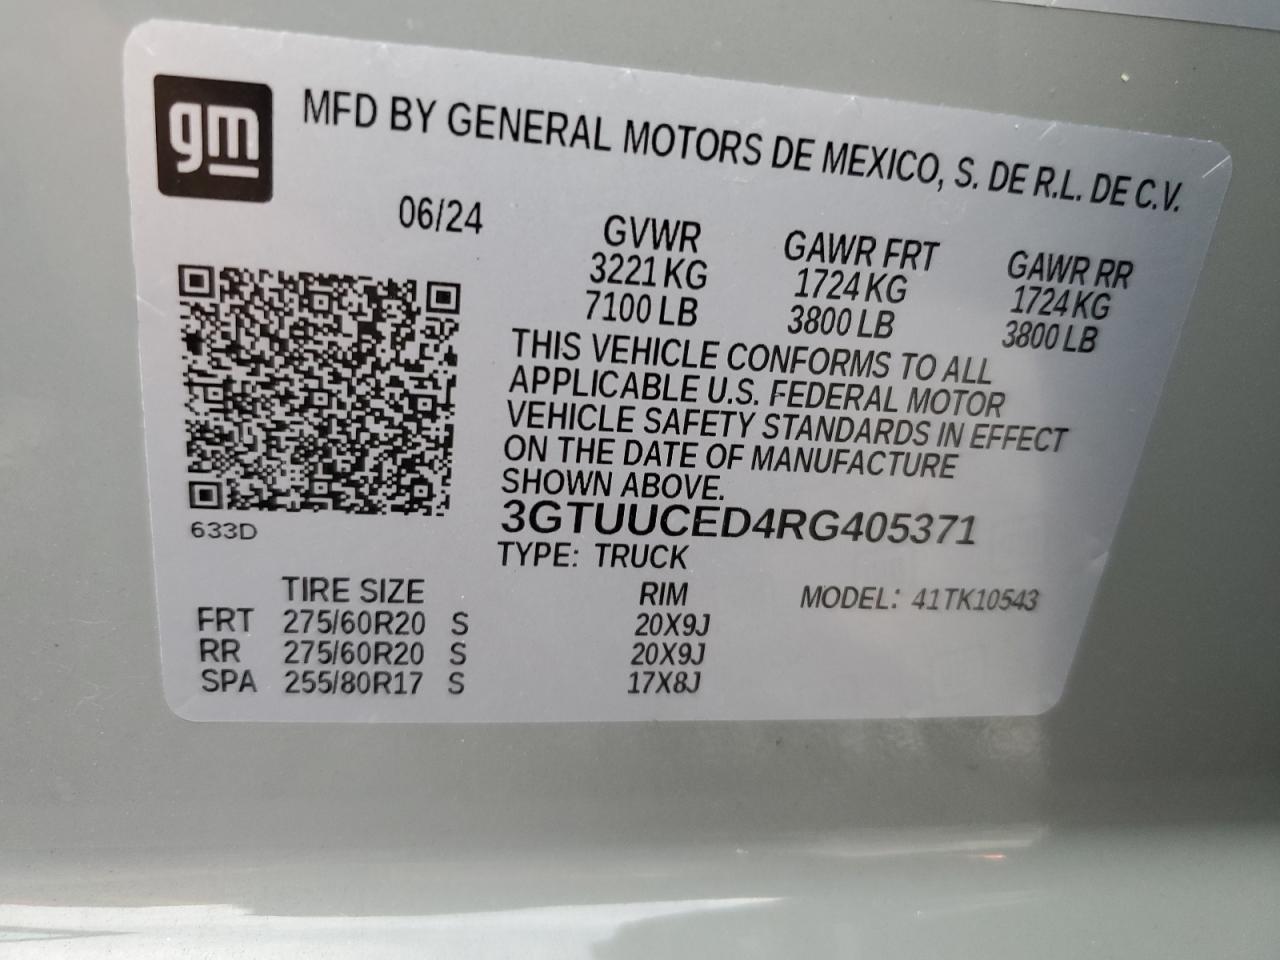 gm
MFD BY GENERAL MOTORS DE MEXICO, S. DE R.L. DE C.V.
06/24
GVWR GAWR FRT GAWR RR
3221 KG 1724 KG 1724 KG
7100 LB 3800 LB 3800 LB
THIS VEHICLE CONFORMS TO ALL
APPLICABLE U.S. FEDERAL MOTOR
VEHICLE SAFETY STANDARDS IN EFFECT
ON THE DATE OF MANUFACTURE
SHOWN ABOVE.
3GTUUCED4RG405371
633D
TYPE: TRUCK
TIRE SIZE RIM MODEL: 41TK10543
FRT 275/60R20 S 20X9J
RR 275/60R20 S 20X9J
SPA 255/80R17 S 17X8J